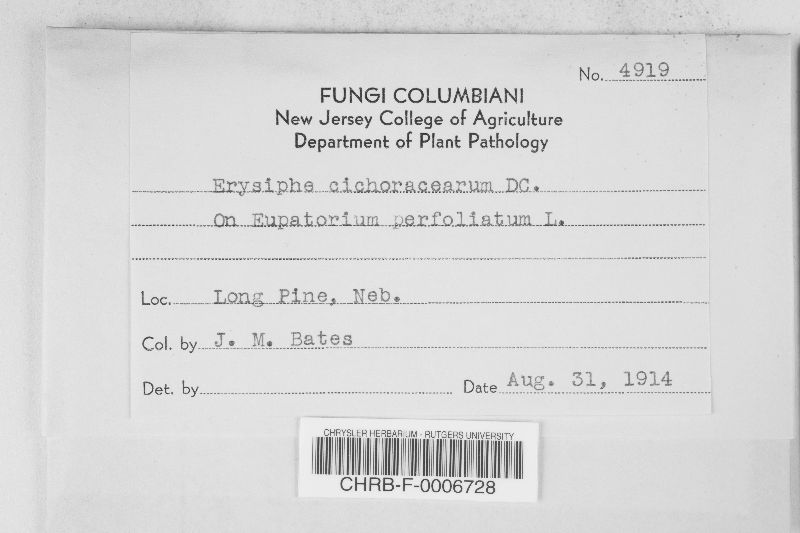 No. 4919
FUNGI COLUMBIANI
New Jersey College of Agriculture
Department of Plant Pathology
Erysiphe cichoracearum DC.
On Eupatorium perfoliatum L.
Loc. Long Pine, Neb.
Col. by J. M. Bates
Det. by Date Aug. 31, 1914
CHRYSLER HERBARIUM - RUTGERS UNIVERSITY
CHRB-F-0006728